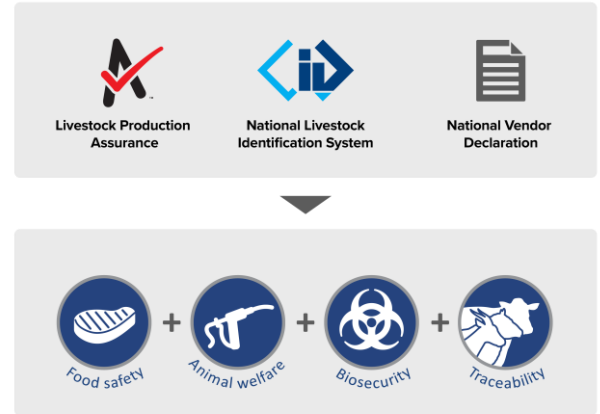 Livestock Production
Assurance
National Livestock
Identification System
National Vendor
Declaration
Food safety
+
Animal welfare
+
Biosecurity
+
Traceability